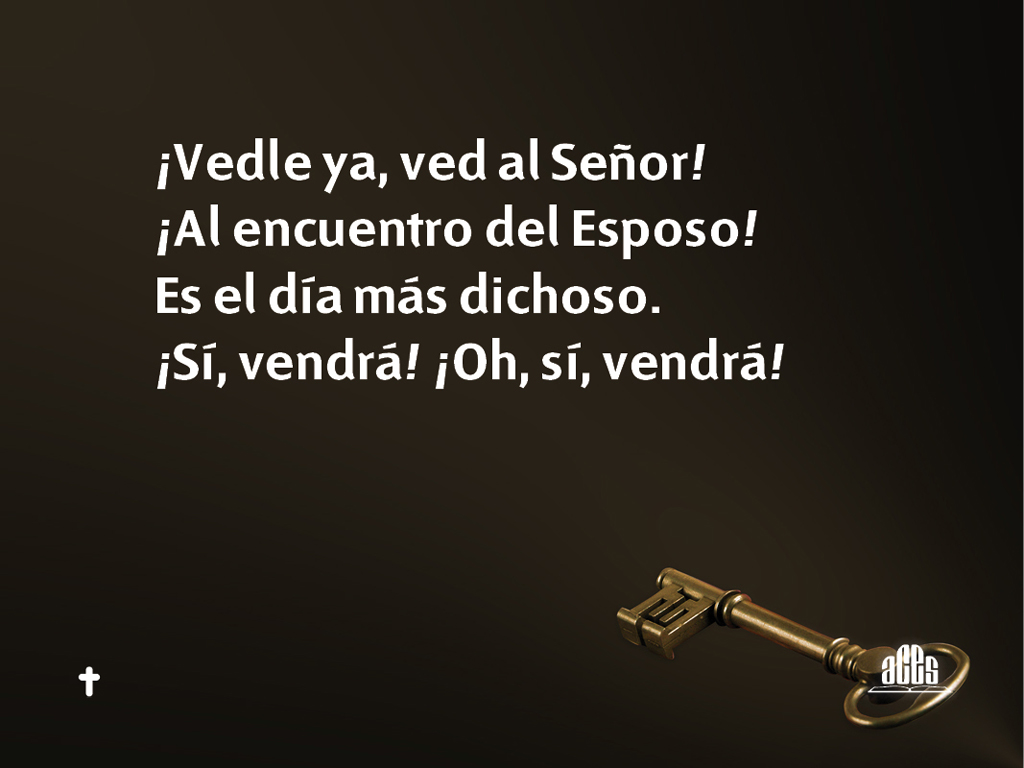 ¡Vedle ya, ved al Señor!
¡Al encuentro del Esposo!
Es el día más dichoso.
¡Sí, vendrá! ¡Oh, sí, vendrá!
aces